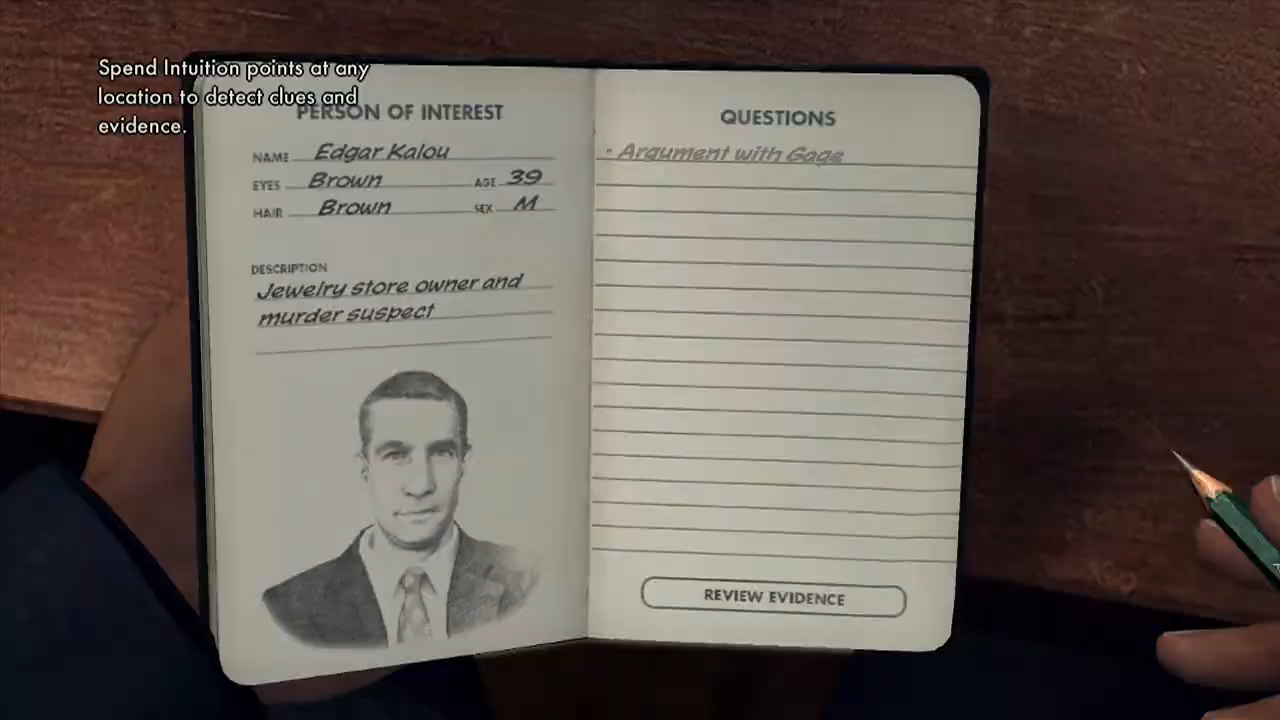 Spend Intuition points at any
location to detect clues and
evidence.
PERSON OF INTEREST
NAME Edgar Kalou
EYES Brown AGE 39
HAIR Brown SEX M
DESCRIPTION
Jewelry store owner and
murder suspect
QUESTIONS
· Argument with Gage
REVIEW EVIDENCE